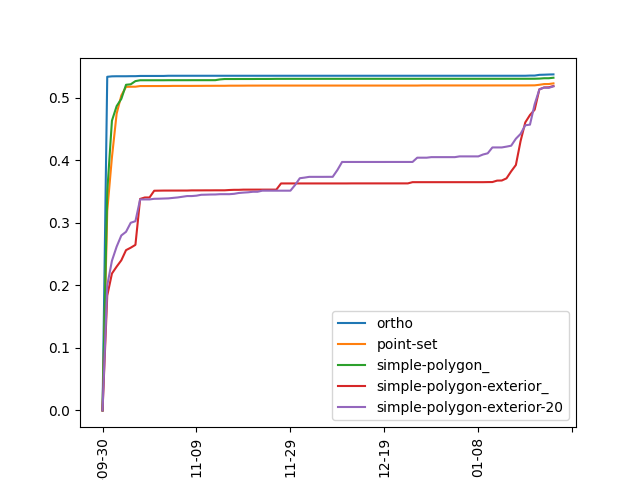 0.5
0.4
0.3
0.2
0.1
0.0
ortho
point-set
simple-polygon_
simple-polygon-exterior_
simple-polygon-exterior-20
09-30
11-09
11-29
12-19
01-08